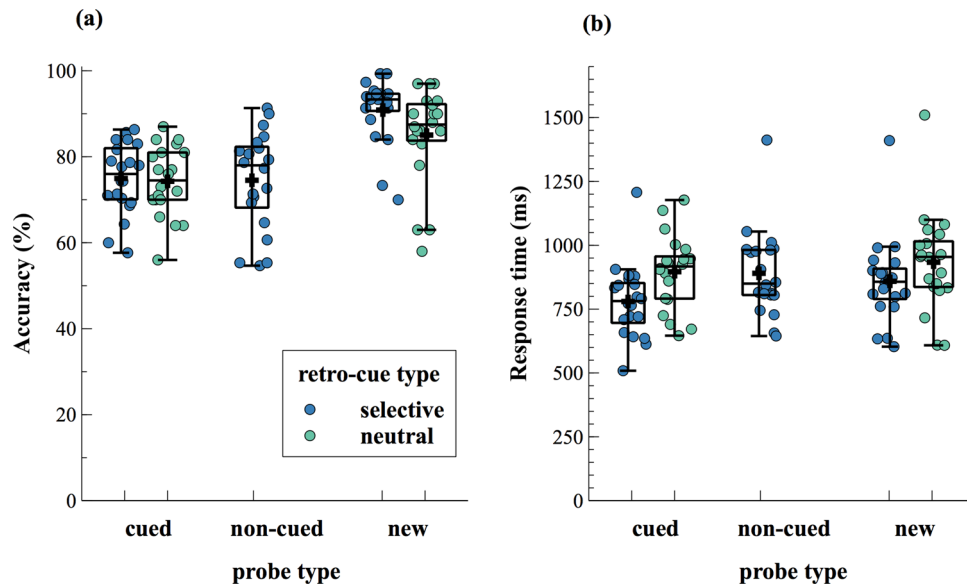 (a)
Accuracy (%)
100
80
60
40
20
0
retro-cue type
selective
neutral
cued
non-cued
new
probe type
(b)
Response time (ms)
1500
1250
1000
750
500
250
0
cued
non-cued
new
probe type